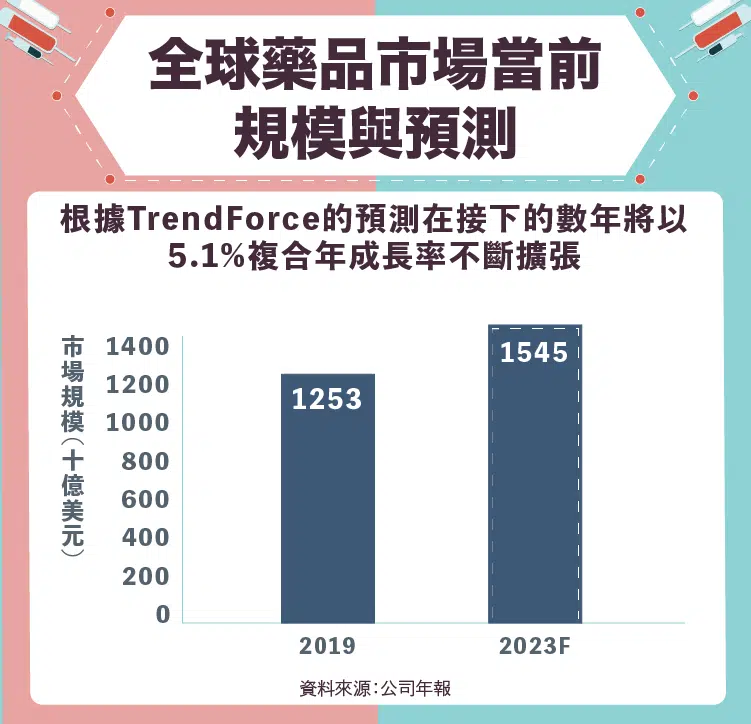 全球藥品市場當前
規模與預測
根據TrendForce的預測在接下的數年將以
5.1%複合年成長率不斷擴張
市場規模(十億美元)
1400
1200
1000
800
600
400
200
0
1253
1545
2019
2023F
資料來源:公司年報